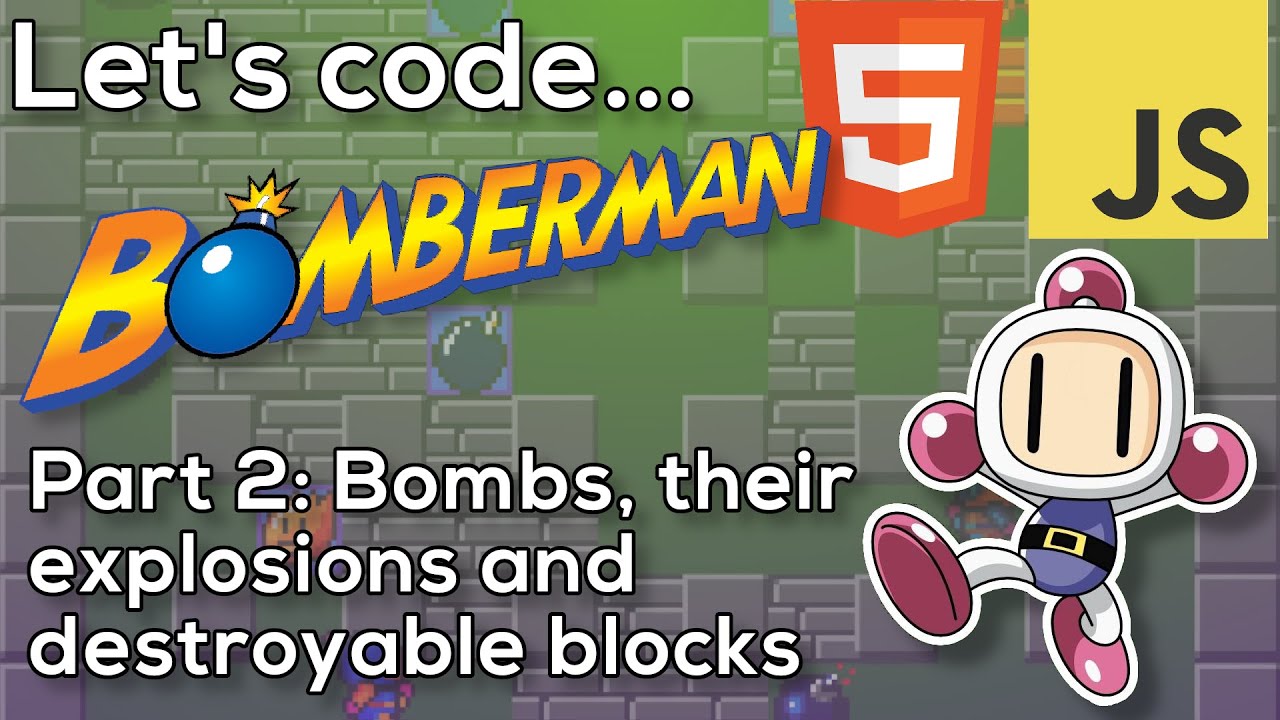 Let's code...
BOMBERMAN
5
JS
Part 2: Bombs, their
explosions and
destroyable blocks